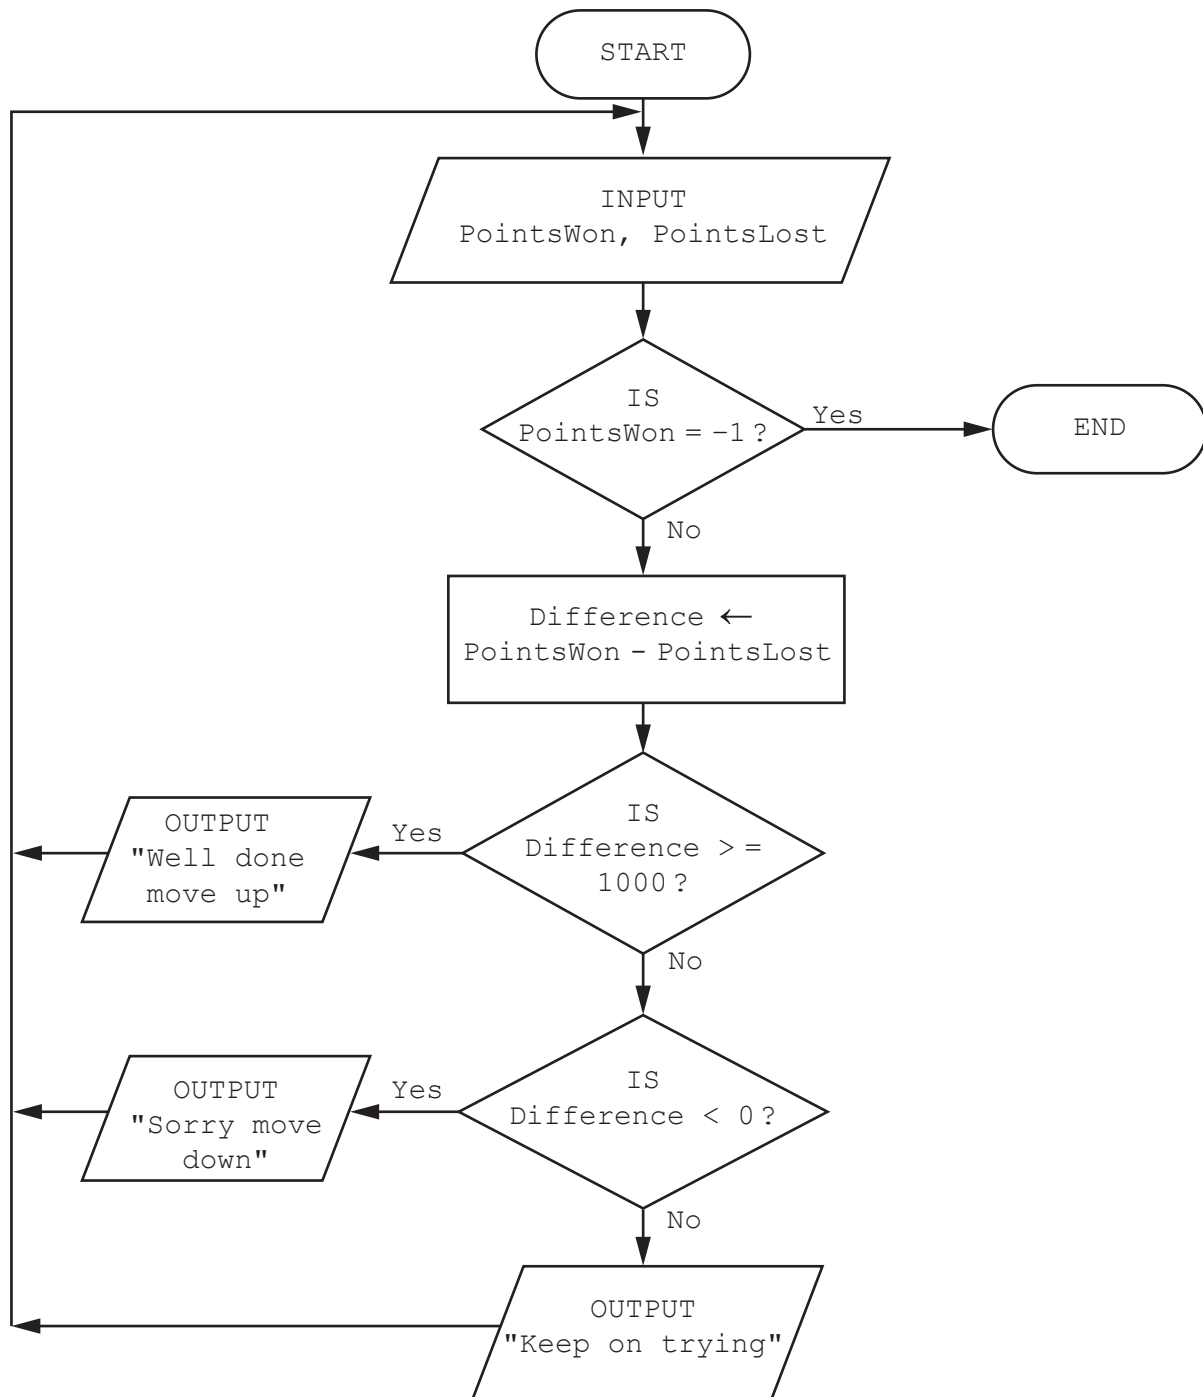 START
INPUT
PointsWon, PointsLost
IS
PointsWon = –1 ?
Yes
END
No
Difference ←
PointsWon – PointsLost
IS
Difference > =
1000 ?
Yes
OUTPUT
"Well done
move up"
No
IS
Difference < 0 ?
Yes
OUTPUT
"Sorry move
down"
No
OUTPUT
"Keep on trying"